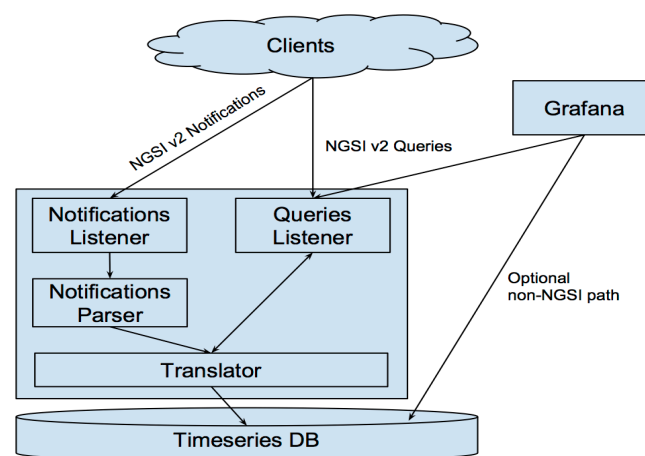 Clients
Grafana
NGSI v2 Notifications
NGSI v2 Queries
Notifications
Listener
Queries
Listener
Notifications
Parser
Optional
non-NGSI path
Translator
Timeseries DB